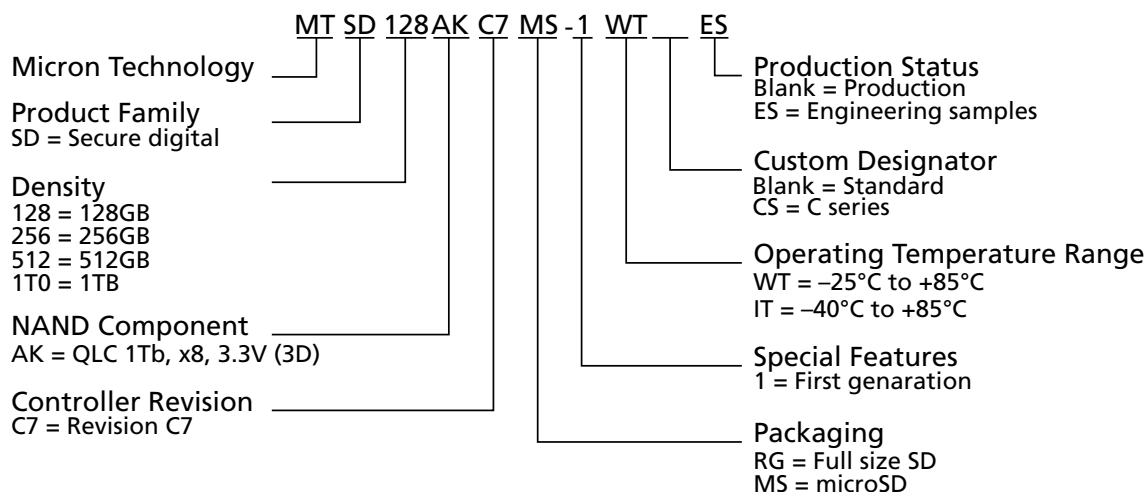 MT SD 128 AK C7 MS -1 WT ES
Micron Technology
Product Family
SD = Secure digital
Density
128 = 128GB
256 = 256GB
512 = 512GB
1T0 = 1TB
NAND Component
AK = QLC 1Tb, x8, 3.3V (3D)
Controller Revision
C7 = Revision C7
Production Status
Blank = Production
ES = Engineering samples
Custom Designator
Blank = Standard
CS = C series
Operating Temperature Range
WT = –25°C to +85°C
IT = –40°C to +85°C
Special Features
1 = First genaration
Packaging
RG = Full size SD
MS = microSD